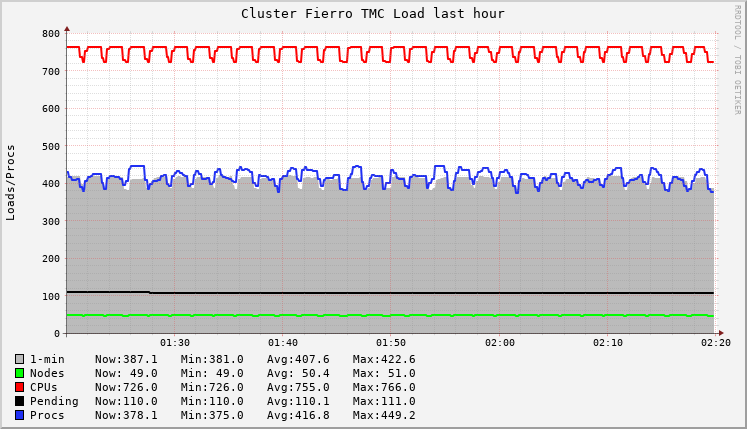 Cluster Fierro TMC Load last hour
RRDTOOL / TOBI OETIKER
Loads/Procs
800
700
600
500
400
300
200
100
0
01:30 01:40 01:50 02:00 02:10 02:20
1-min Now:387.1 Min:381.0 Avg:407.6 Max:422.6
Nodes Now: 49.0 Min: 49.0 Avg: 50.4 Max: 51.0
CPUs Now:726.0 Min:726.0 Avg:755.0 Max:766.0
Pending Now:110.0 Min:110.0 Avg:110.1 Max:111.0
Procs Now:378.1 Min:375.0 Avg:416.8 Max:449.2